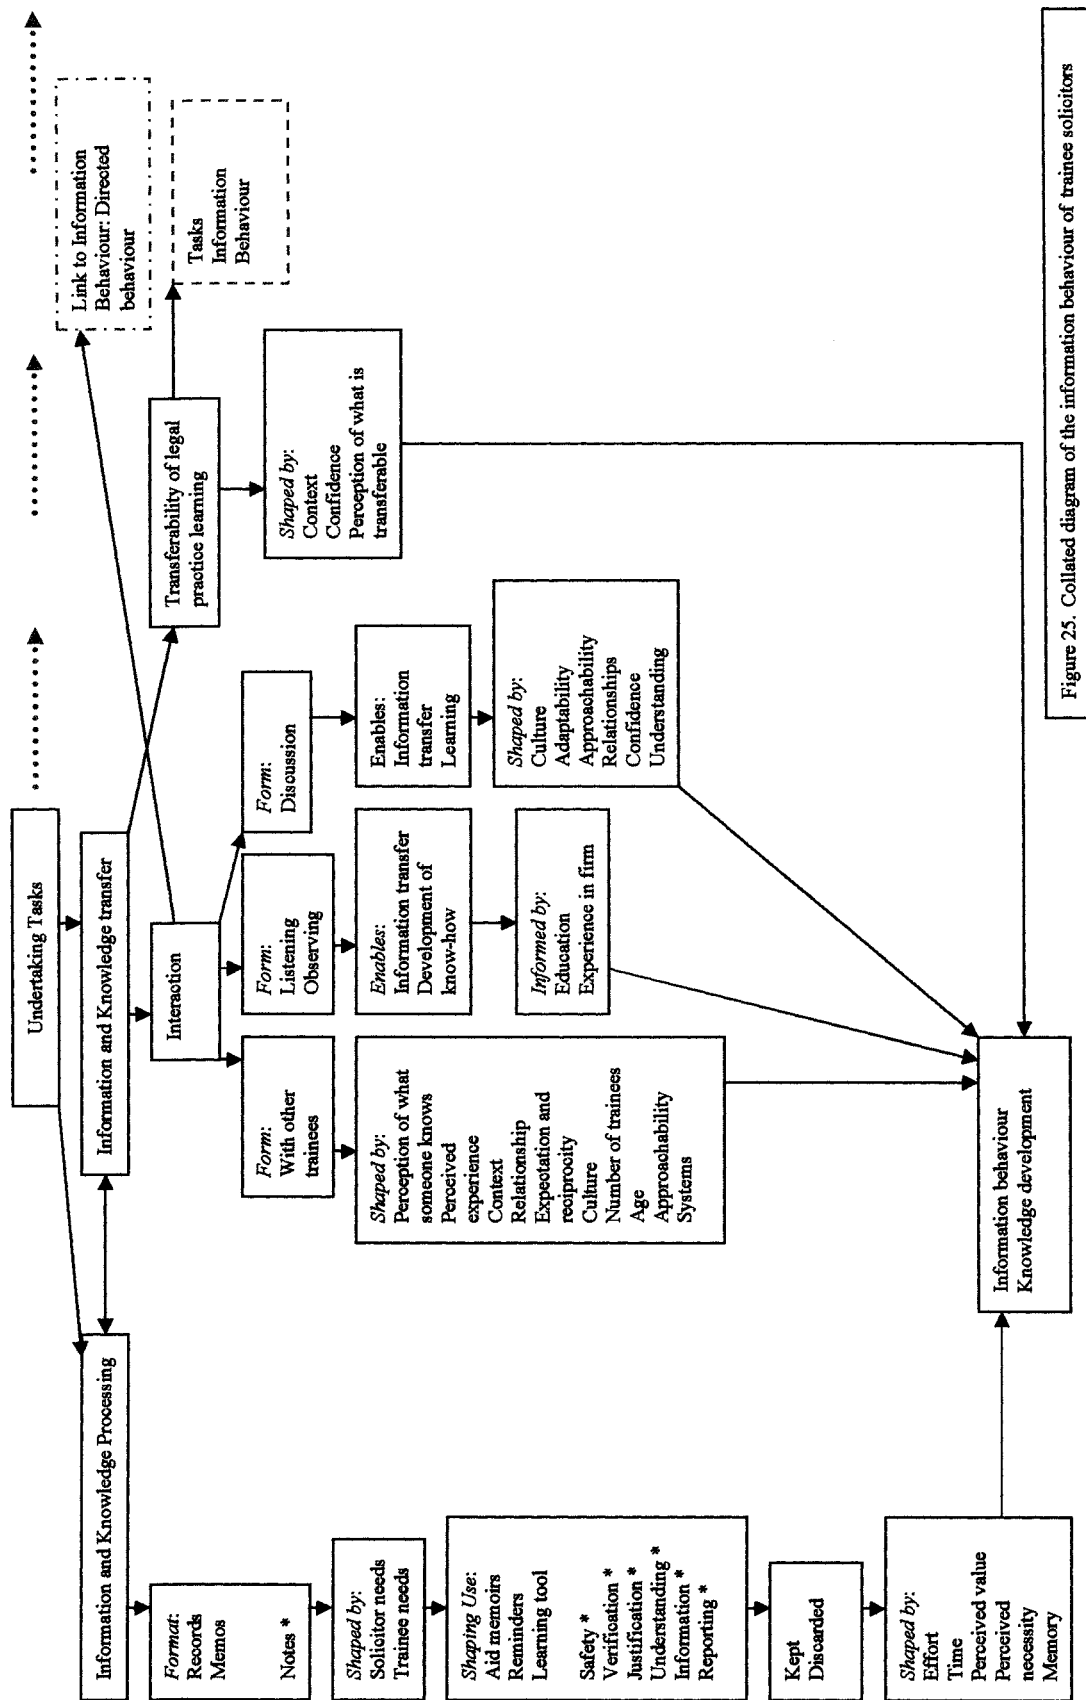 Undertaking Tasks
Information and Knowledge Processing
Information and Knowledge transfer
Link to Information
Behaviour: Directed
behaviour
Format:
Records
Memos
Notes *
Interaction
Transferability of legal
practice learning
Tasks
Information
Behaviour
Form:
With other
trainees
Form:
Listening
Observing
Form:
Discussion
Shaped by:
Context
Confidence
Perception of what is
transferable
Shaped by:
Solicitor needs
Trainee needs
Shaped by:
Perception of what
someone knows
Perceived
experience
Context
Relationship
Expectation and
reciprocity
Culture
Number of trainees
Age
Approachability
Systems
Enables:
Information transfer
Development of
know-how
Enables:
Information
transfer
Learning
Shaping Use:
Aid memoirs
Reminders
Learning tool
Safety *
Verification *
Justification *
Understanding *
Information *
Reporting *
Informed by:
Education
Experience in firm
Shaped by:
Culture
Adaptability
Approachability
Relationships
Confidence
Understanding
Kept
Discarded
Shaped by:
Effort
Time
Perceived value
Perceived
necessity
Memory
Information behaviour
Knowledge development
Figure 25. Collated diagram of the information behaviour of trainee solicitors